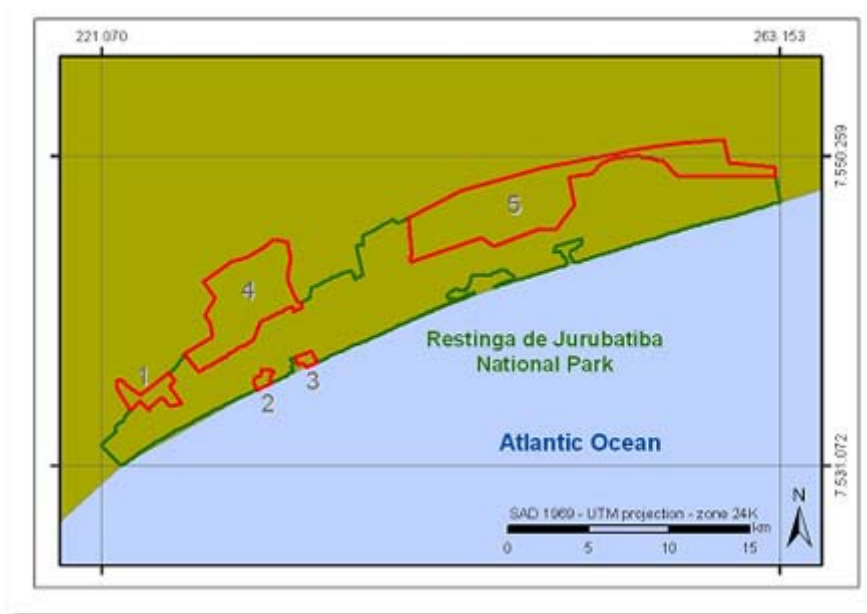 221.070
263.153
7.550.259
5
4
Restinga de Jurubatiba
National Park
1
3
2
Atlantic Ocean
7.531.072
N
SAD 1969 - UTM projection - zone 24K
km
0 5 10 15